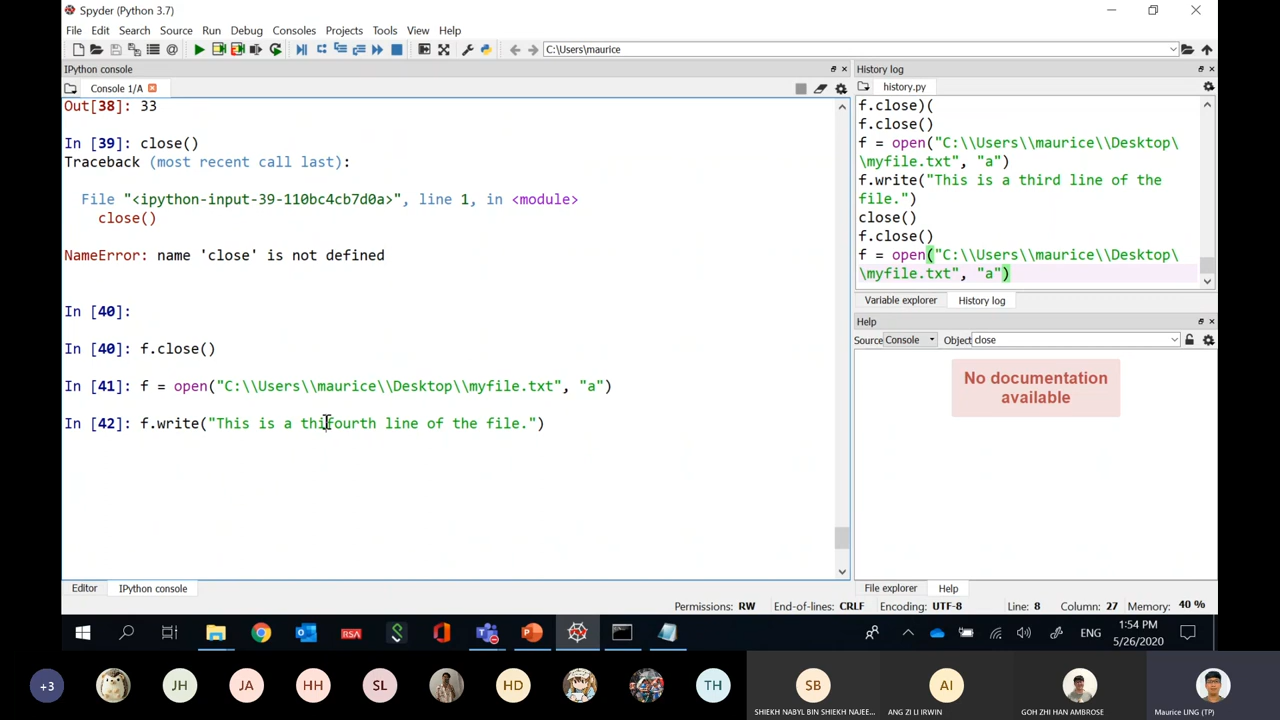 Spyder (Python 3.7)
File Edit Search Source Run Debug Consoles Projects Tools View Help
C:\Users\maurice
IPython console
Console 1/A
Out[38]: 33
In [39]: close()
Traceback (most recent call last):
File "<ipython-input-39-110bc4cb7d0a>", line 1, in <module>
close()
NameError: name 'close' is not defined
In [40]:
In [40]: f.close()
In [41]: f = open("C:\\Users\\maurice\\Desktop\\myfile.txt", "a")
In [42]: f.write("This is a thifourth line of the file.")
Editor IPython console
History log
history.py
f.close)(
f.close()
f = open("C:\\Users\\maurice\\Desktop\
\myfile.txt", "a")
f.write("This is a third line of the
file.")
close()
f.close()
f = open("C:\\Users\\maurice\\Desktop\
\myfile.txt", "a")
Variable explorer History log
Help
Source Console Object close
No documentation
available
File explorer Help
Permissions: RW End-of-lines: CRLF Encoding: UTF-8 Line: 8 Column: 27 Memory: 40 %
RSA S ENG
1:54 PM
5/26/2020
+3 JH JA HH SL HD TH SB AI
SHIEKH NABYL BIN SHIEKH NAJEE... ANG ZI LI IRWIN GOH ZHI HAN AMBROSE Maurice LING (TP)